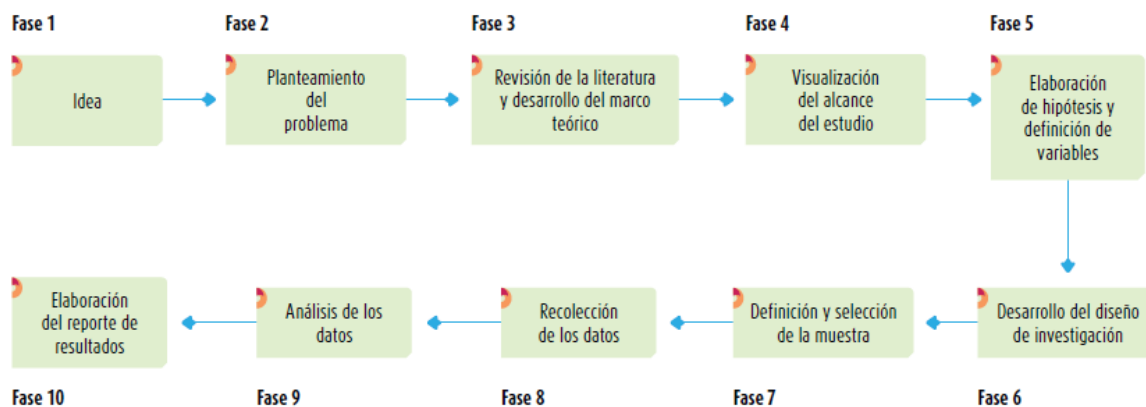 Fase 1
Fase 2
Fase 3
Fase 4
Fase 5
Idea
Planteamiento
del
problema
Revisión de la literatura
y desarrollo del marco
teórico
Visualización
del alcance
del estudio
Elaboración
de hipótesis y
definición de
variables
Desarrollo del diseño
de investigación
Definición y selección
de la muestra
Recolección
de los datos
Análisis de los
datos
Elaboración
del reporte de
resultados
Fase 10
Fase 9
Fase 8
Fase 7
Fase 6